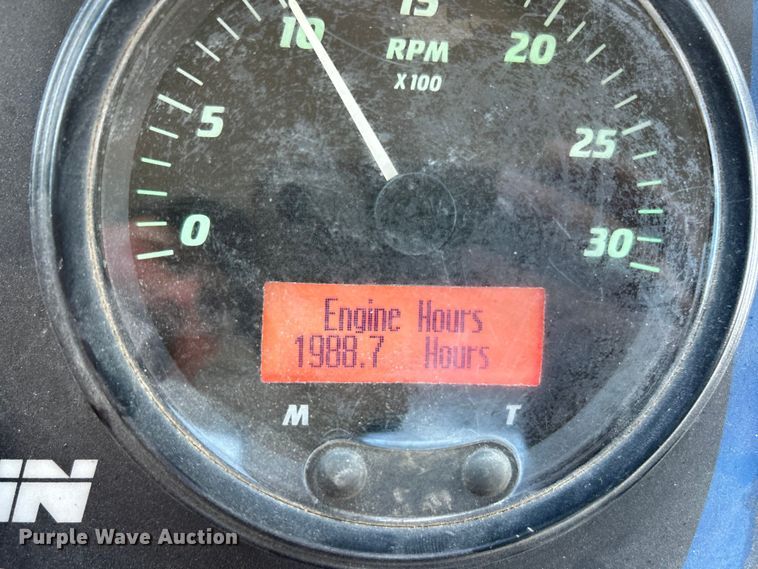 15
10
20
RPM
X100
5
25
0
30
Engine Hours
1988.7 Hours
M
T
Purple Wave Auction